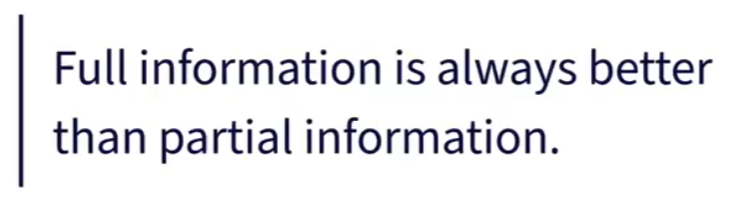 Full information is always better
than partial information.